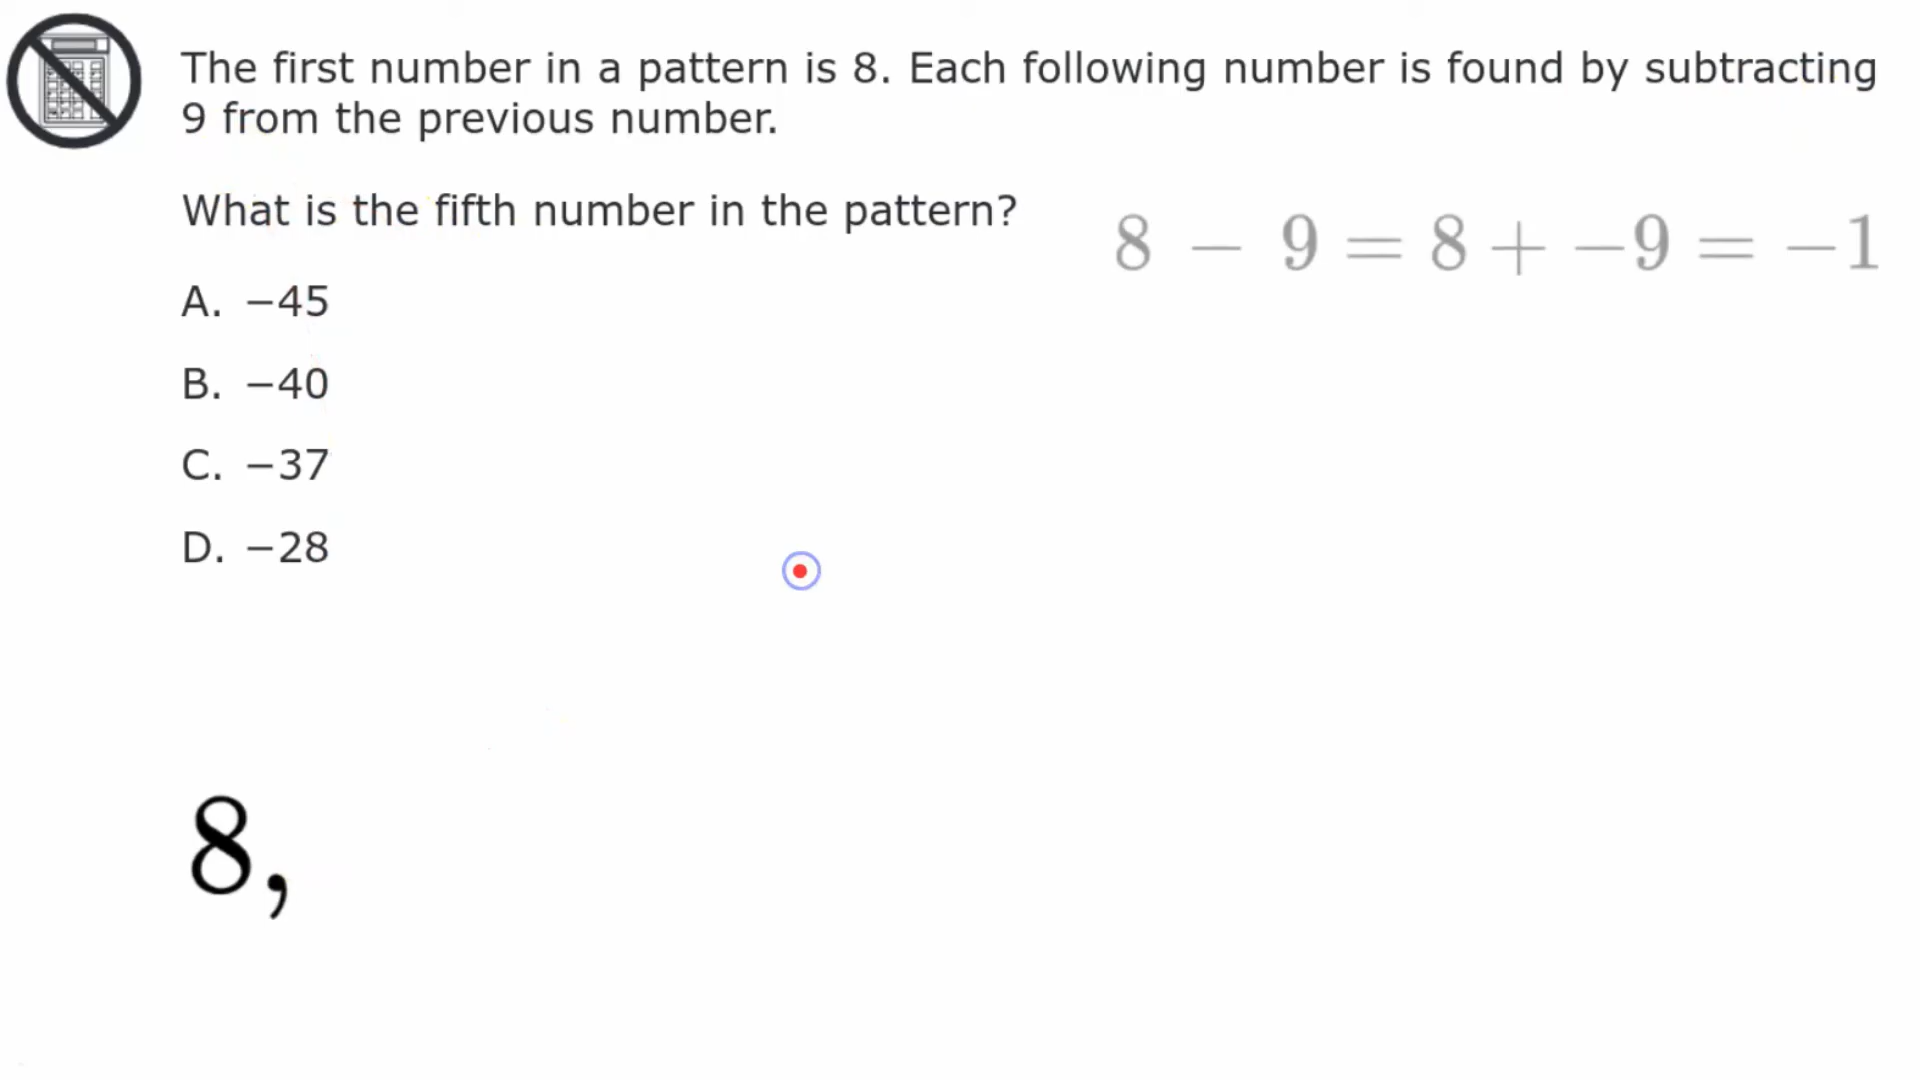 The first number in a pattern is 8. Each following number is found by subtracting
9 from the previous number.
What is the fifth number in the pattern?
8 − 9 = 8 + −9 = −1
A. −45
B. −40
C. −37
D. −28
8,